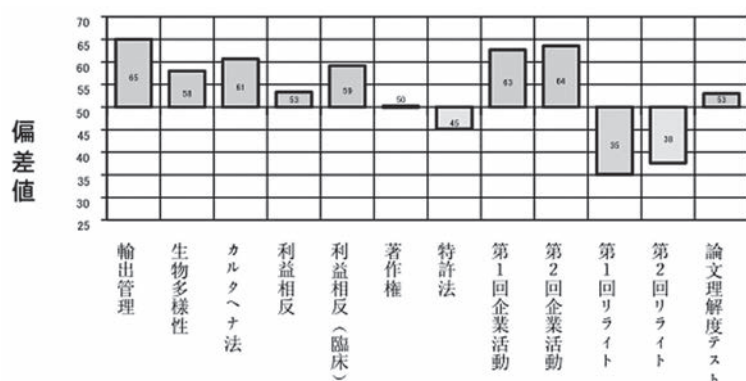 70
65
60
55
50
45
40
35
30
25
偏差値
65
58
61
53
59
50
45
63
64
35
38
53
輸出管理
生物多様性
カルタヘナ法
利益相反
利益相反(臨床)
著作権
特許法
第1回企業活動
第2回企業活動
第1回リライト
第2回リライト
論文理解度テスト